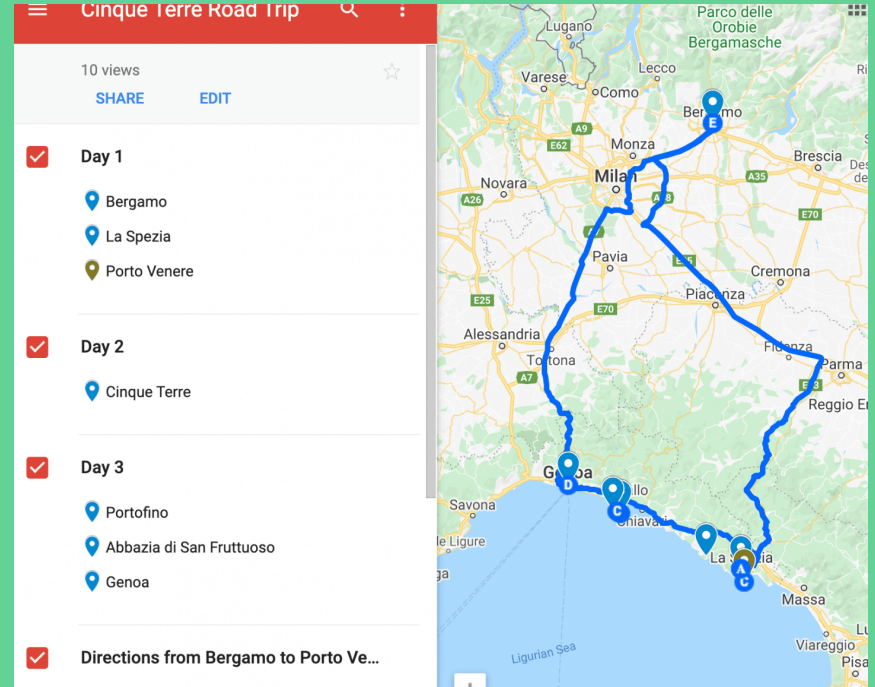 Cinque Terre Road Trip
10 views
SHARE EDIT
Day 1
Bergamo
La Spezia
Porto Venere
Day 2
Cinque Terre
Day 3
Portofino
Abbazia di San Fruttuoso
Genoa
Directions from Bergamo to Porto Ve...
Parco delle
Orobie
Bergamasche
Lugano
Lecco
Varese
Como
E
A9
E62
Monza
Brescia
Milan
A35
Novara
A26
E70
Pavia
Cremona
E25
E70
Piacenza
Alessandria
Tortona
Fidenza
Parma
A7
Reggio
D
Savona
C
Chiavari
Ligure
La Spezia
A
C
Massa
Viareggio
Pisa
Ligurian Sea